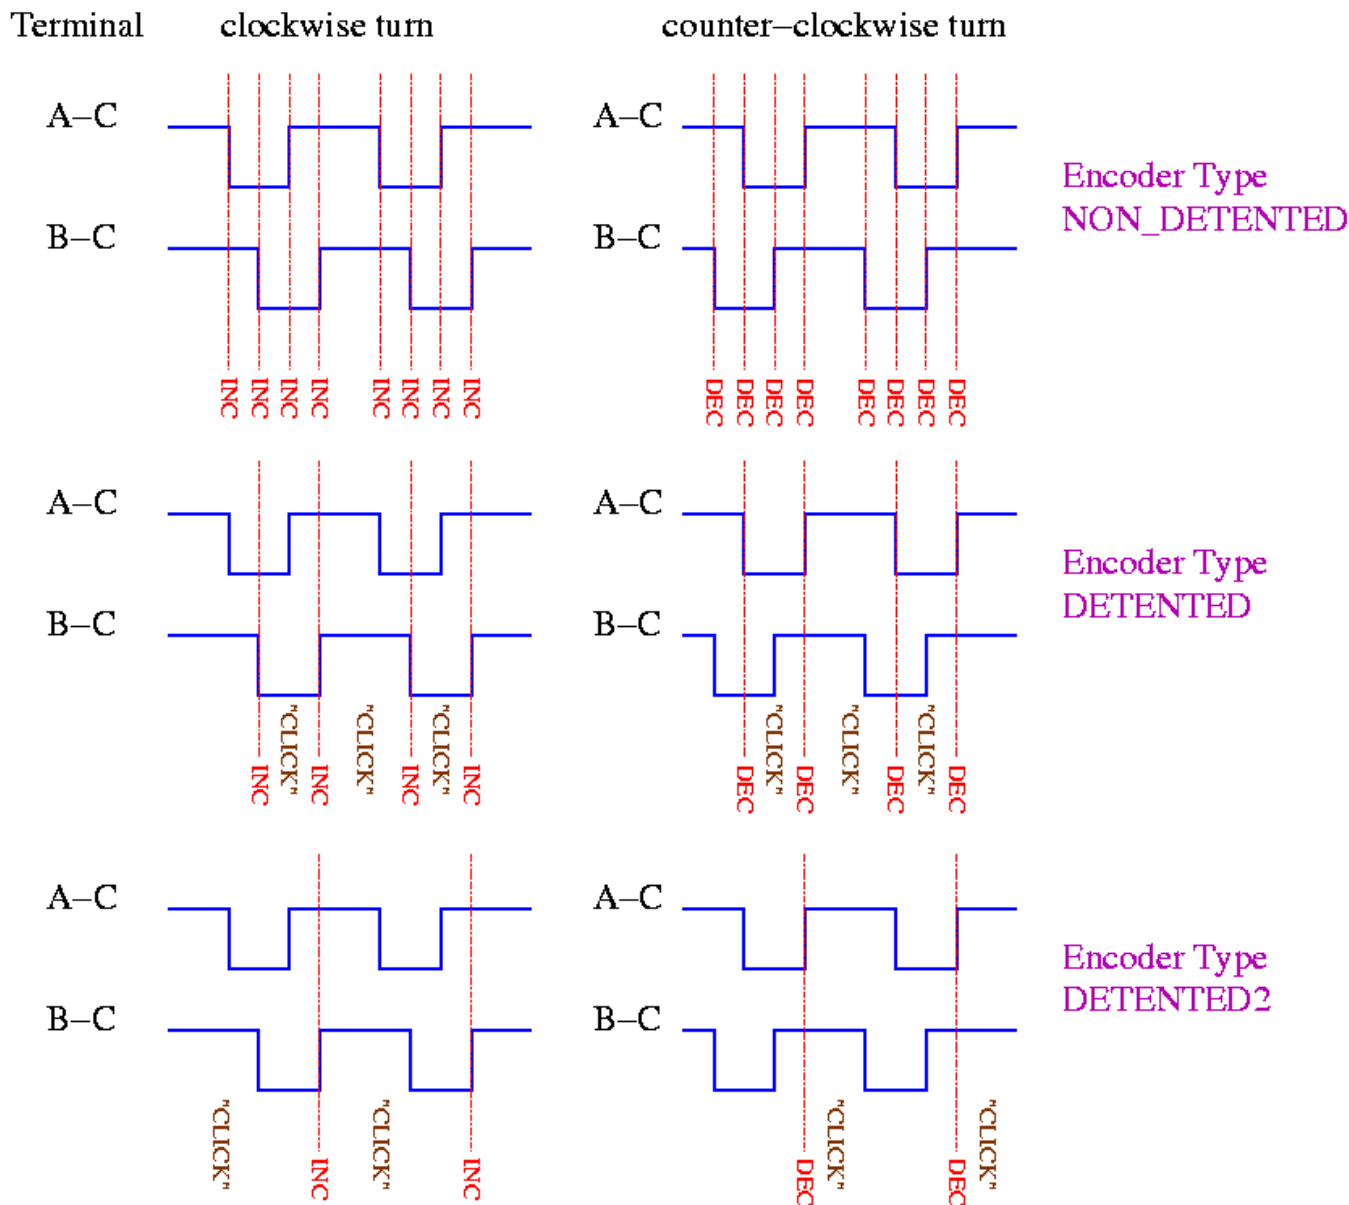 Terminal clockwise turn counter–clockwise turn
A–C A–C
Encoder Type
NON_DETENTED
B–C B–C
INC INC INC INC INC INC INC INC DEC DEC DEC DEC DEC DEC DEC DEC
A–C A–C
Encoder Type
DETENTED
B–C B–C
"CLICK" "CLICK" "CLICK" "CLICK" "CLICK" "CLICK"
INC INC INC INC DEC DEC DEC DEC
A–C A–C
Encoder Type
DETENTED2
B–C B–C
"CLICK" "CLICK" "CLICK" "CLICK"
INC INC DEC DEC